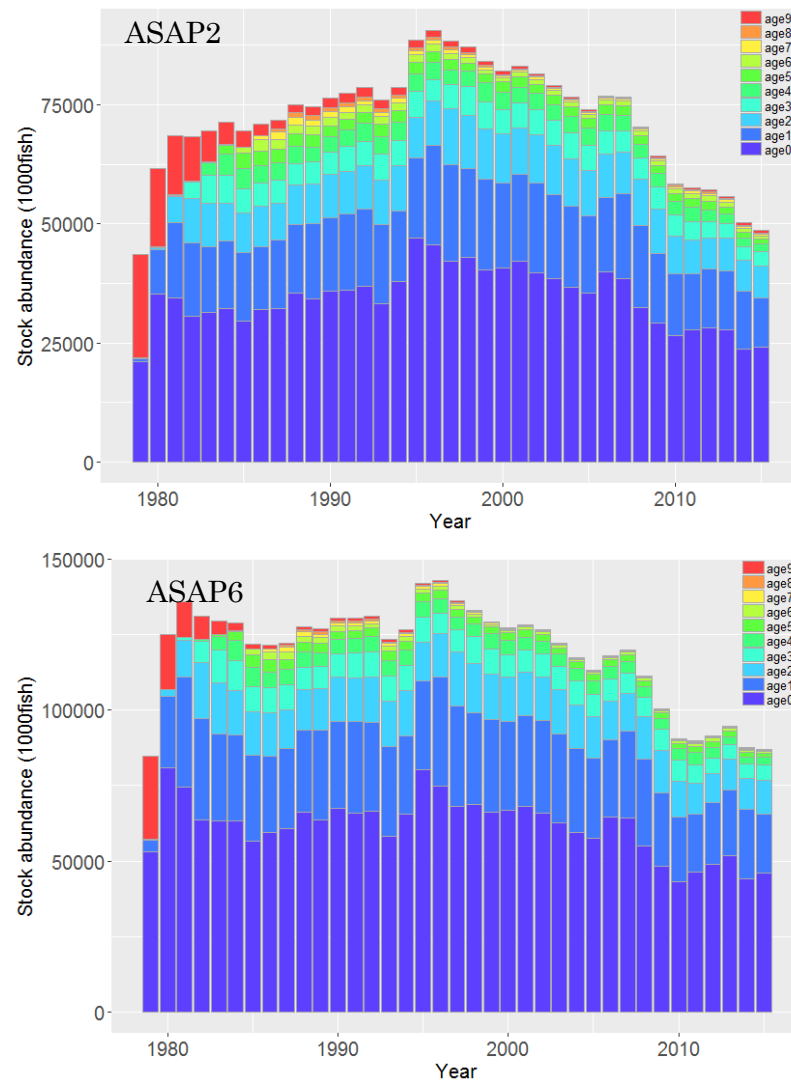 ASAP2
age9
age8
age7
age6
age5
age4
age3
age2
age1
age0
75000
50000
25000
0
Stock abundance (1000fish)
1980
1990
2000
2010
Year
ASAP6
age9
age8
age7
age6
age5
age4
age3
age2
age1
age0
150000
100000
50000
0
Stock abundance (1000fish)
1980
1990
2000
2010
Year